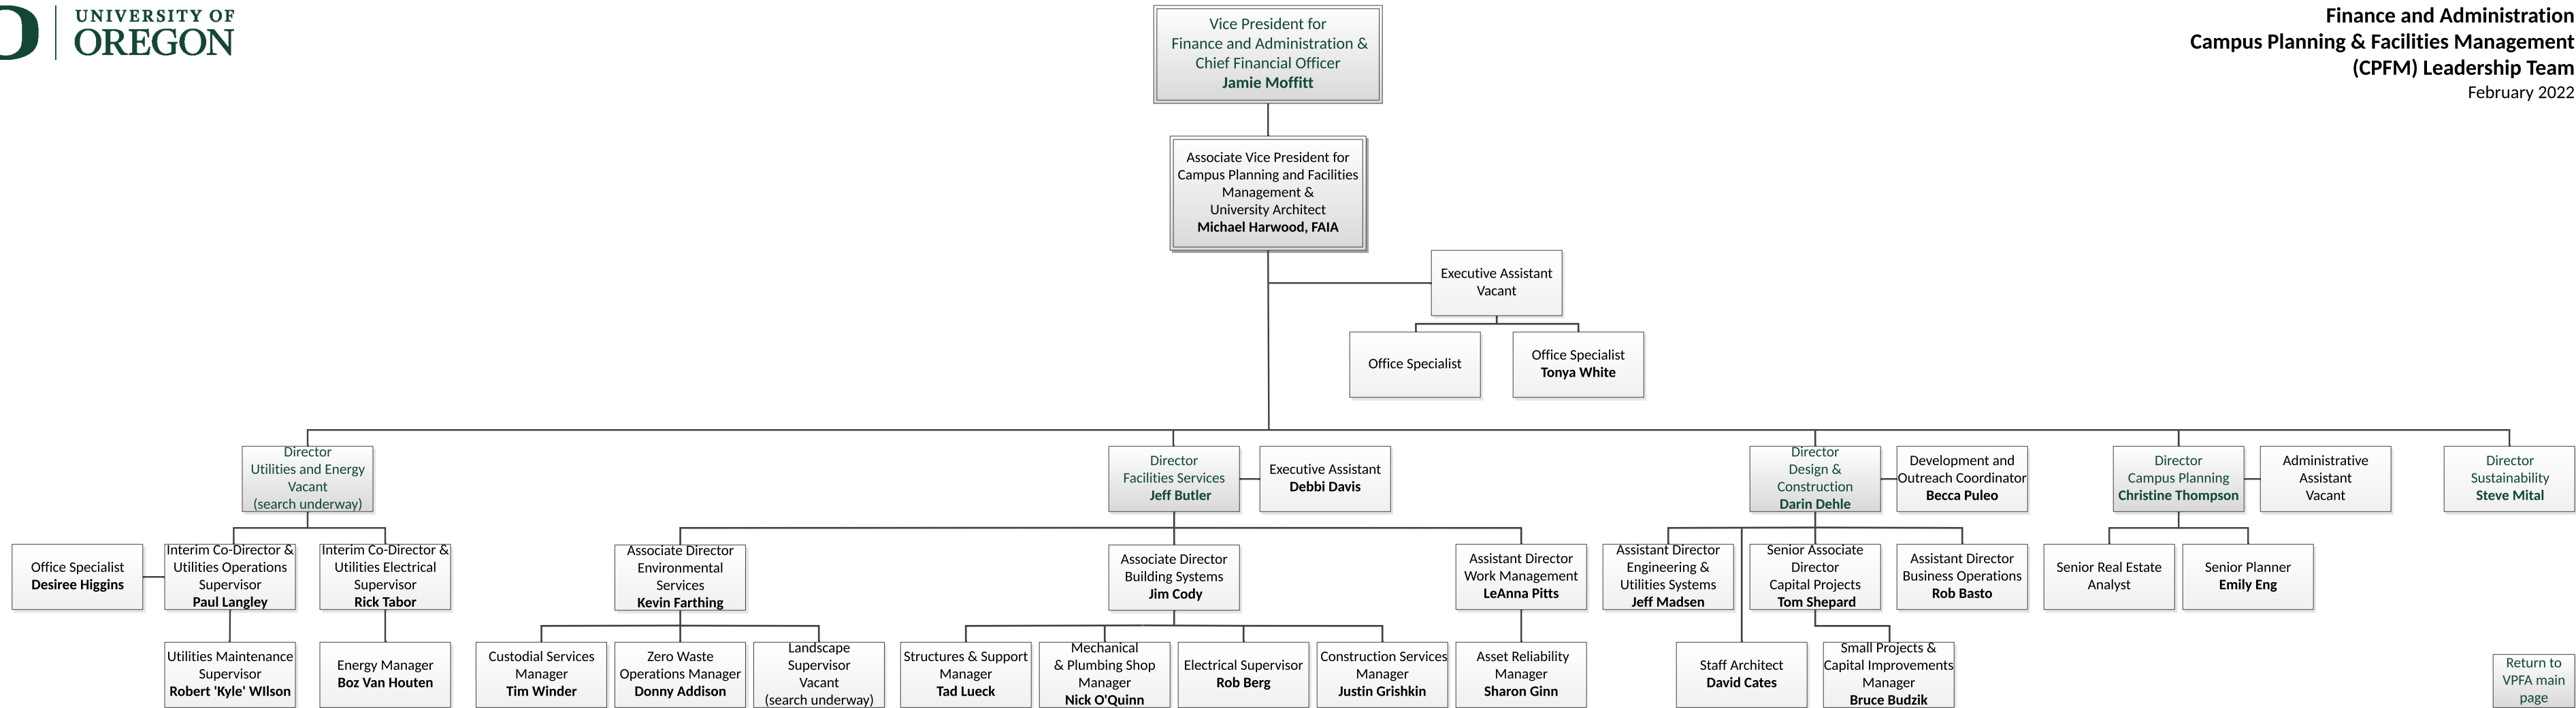 UNIVERSITY OF
OREGON
Finance and Administration
Campus Planning & Facilities Management
(CPFM) Leadership Team
February 2022
Vice President for
Finance and Administration &
Chief Financial Officer
Jamie Moffitt
Associate Vice President for
Campus Planning and Facilities
Management &
University Architect
Michael Harwood, FAIA
Executive Assistant
Vacant
Office Specialist
Office Specialist
Tonya White
Director
Utilities and Energy
Vacant
(search underway)
Director
Facilities Services
Jeff Butler
Executive Assistant
Debbi Davis
Director
Design &
Construction
Darin Dehle
Development and
Outreach Coordinator
Becca Puleo
Director
Campus Planning
Christine Thompson
Administrative
Assistant
Vacant
Director
Sustainability
Steve Mital
Office Specialist
Desiree Higgins
Interim Co-Director &
Utilities Operations
Supervisor
Paul Langley
Interim Co-Director &
Utilities Electrical
Supervisor
Rick Tabor
Associate Director
Environmental
Services
Kevin Farthing
Associate Director
Building Systems
Jim Cody
Assistant Director
Work Management
LeAnna Pitts
Assistant Director
Engineering &
Utilities Systems
Jeff Madsen
Senior Associate
Director
Capital Projects
Tom Shepard
Assistant Director
Business Operations
Rob Basto
Senior Real Estate
Analyst
Senior Planner
Emily Eng
Utilities Maintenance
Supervisor
Robert 'Kyle' WIlson
Energy Manager
Boz Van Houten
Custodial Services
Manager
Tim Winder
Zero Waste
Operations Manager
Donny Addison
Landscape
Supervisor
Vacant
(search underway)
Structures & Support
Manager
Tad Lueck
Mechanical
& Plumbing Shop
Manager
Nick O'Quinn
Electrical Supervisor
Rob Berg
Construction Services
Manager
Justin Grishkin
Asset Reliability
Manager
Sharon Ginn
Staff Architect
David Cates
Small Projects &
Capital Improvements
Manager
Bruce Budzik
Return to
VPFA main
page